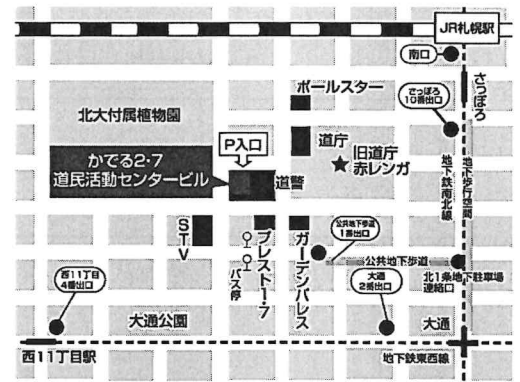 JR札幌駅
南口
さっぽろ
ポールスター
さっぽろ
10番出口
北大付属植物園
P入口
道庁
旧道庁
赤レンガ
かでる2・7
道民活動センタービル
道警
地下鉄南北線
地下歩行空間
STV
バス停
プレスト1・7
ガーデンパレス
公共地下歩道
1番出口
公共地下歩道
北1条地下駐車場
連絡口
西11丁目
4番出口
大通
2番出口
大通公園
大通
西11丁目駅
地下鉄東西線